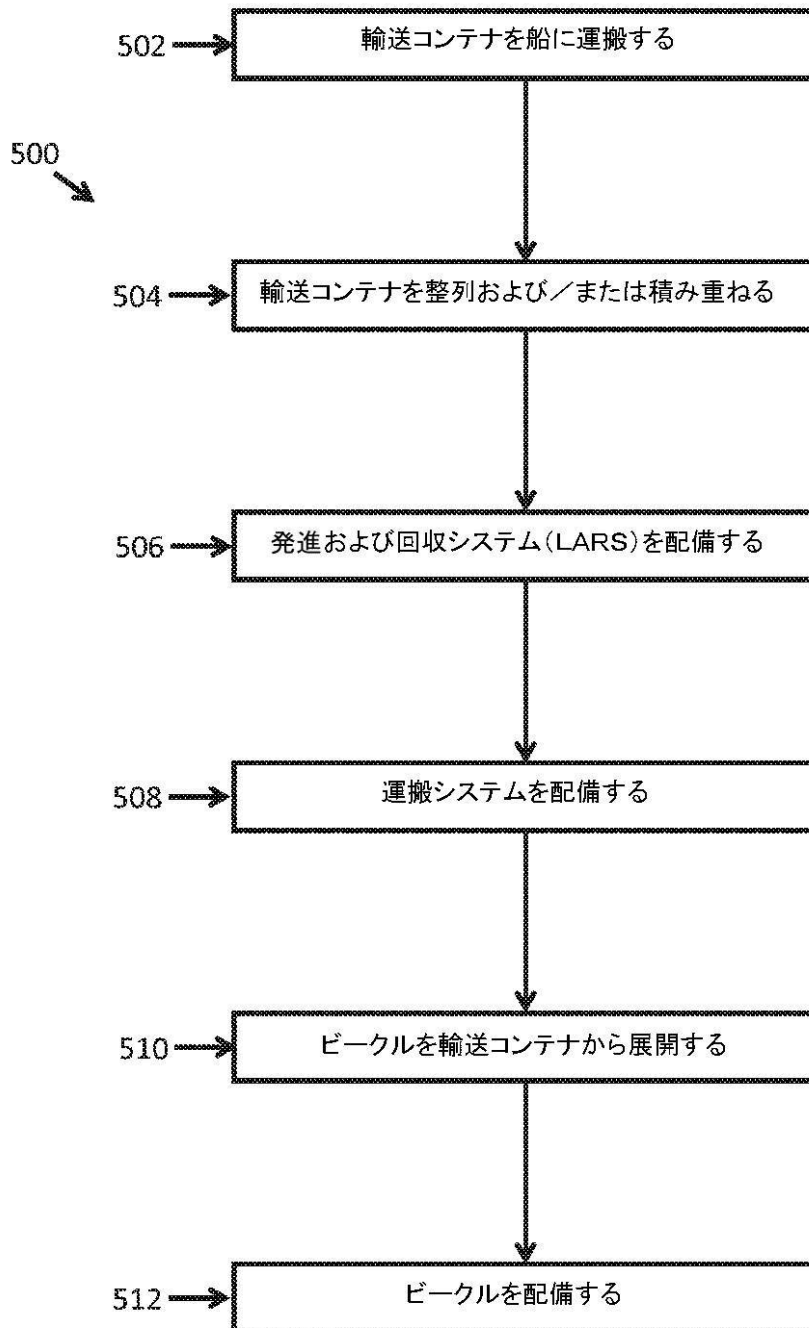 502 輸送コンテナを船に運搬する
500
504 輸送コンテナを整列および／または積み重ねる
506 発進および回収システム(LARS)を配備する
508 運搬システムを配備する
510 ビークルを輸送コンテナから展開する
512 ビークルを配備する